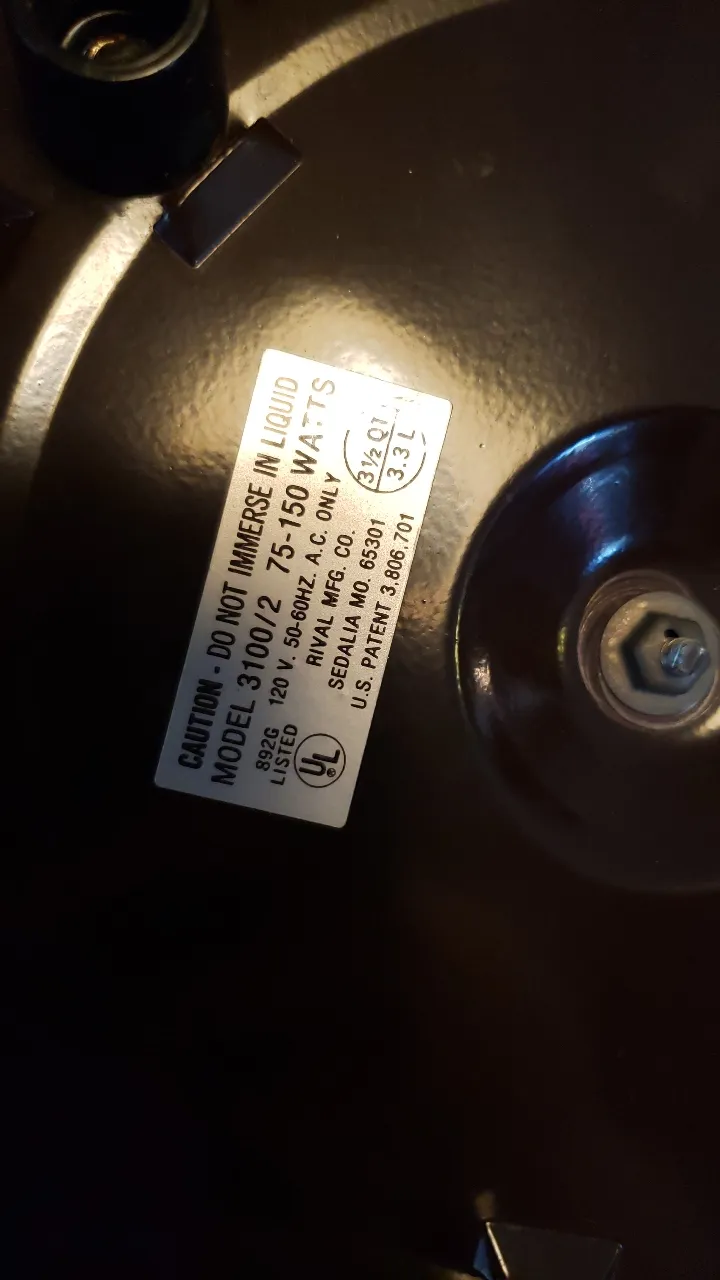 CAUTION - DO NOT IMMERSE IN LIQUID
MODEL 3100/2 75-150 WATTS
892G 120 V. 50-60HZ. A.C. ONLY
LISTED
UL
®
RIVAL MFG. CO.
SEDALIA MO. 65301
U.S. PATENT 3,806,701
3½ QT
3.3 L